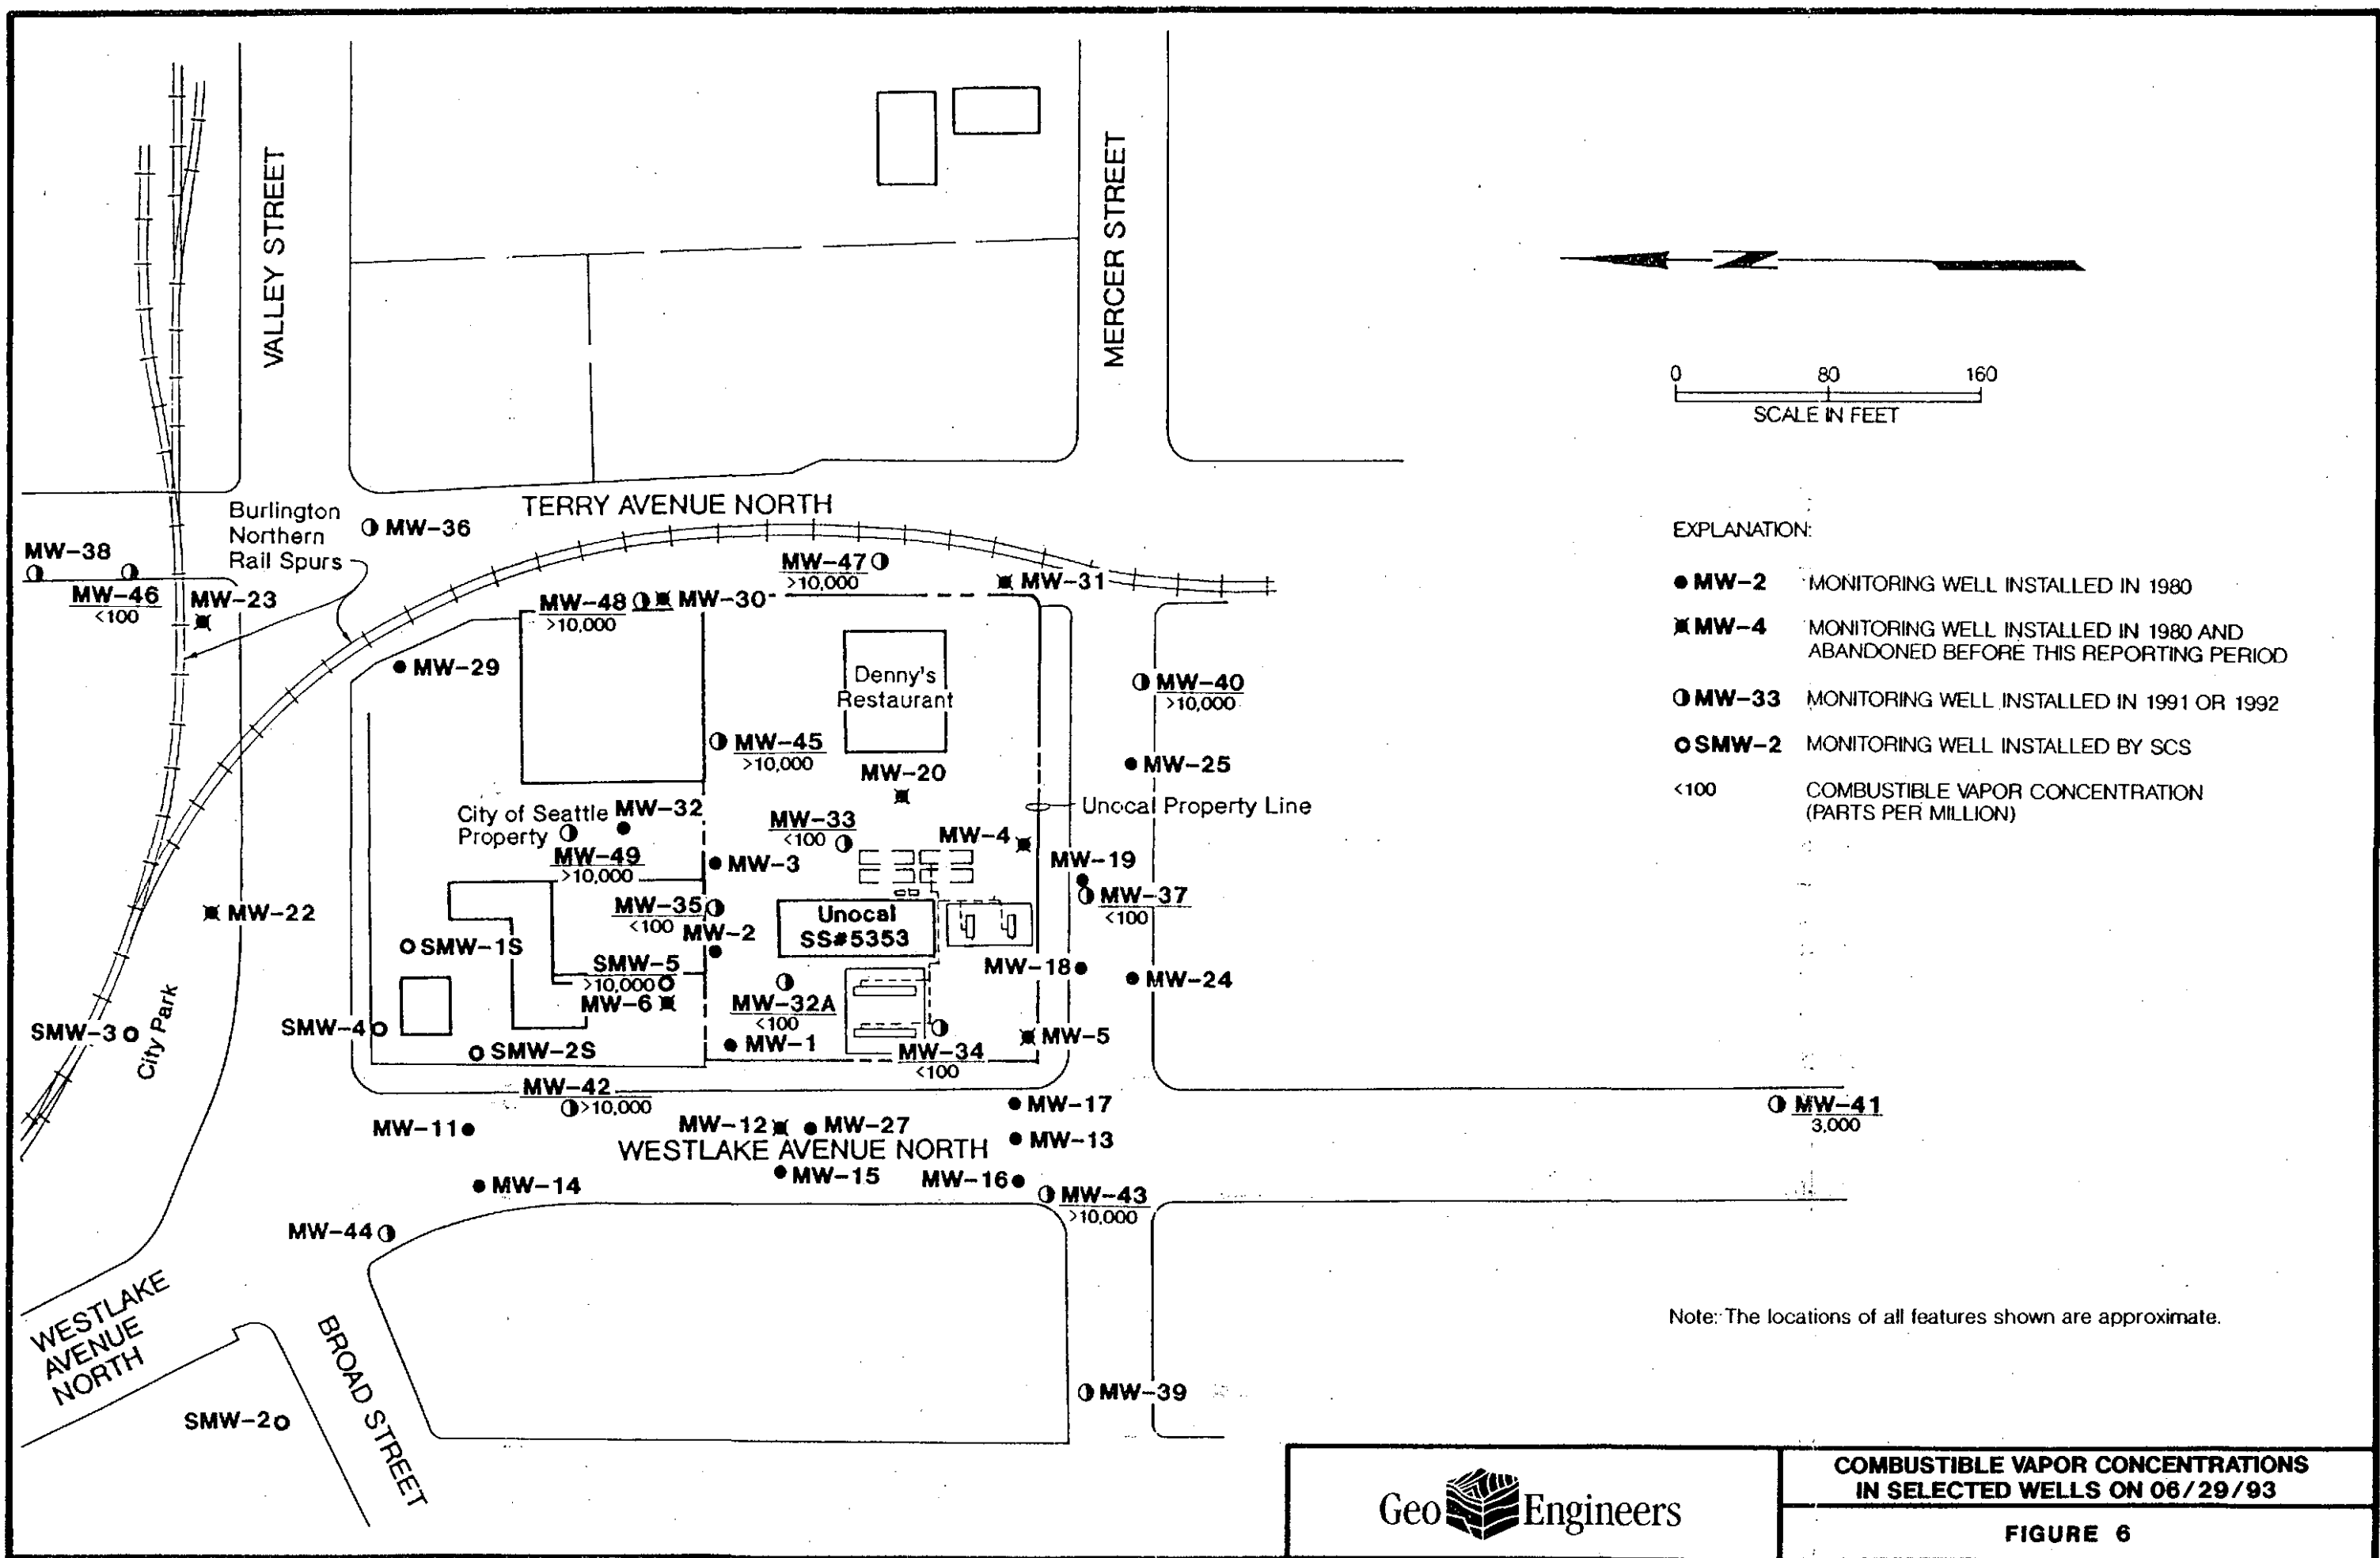 VALLEY STREET
MERCER STREET
N
0 80 160
SCALE IN FEET
TERRY AVENUE NORTH
Burlington
Northern
Rail Spurs
MW-36
MW-38
MW-46
<100
MW-23
MW-47
>10,000
MW-31
MW-48
>10,000
MW-30
MW-29
Denny's
Restaurant
MW-40
>10,000
MW-45
>10,000
MW-25
MW-20
City of Seattle
Property
MW-32
Unocal Property Line
MW-33
<100
MW-4
MW-49
>10,000
MW-3
MW-19
MW-37
<100
MW-35
<100
MW-22
MW-2
Unocal
SS#5353
SMW-1S
SMW-5
>10,000
MW-18
MW-24
MW-6
MW-32A
<100
SMW-3
City Park
SMW-4
SMW-2S
MW-1
MW-34
<100
MW-5
MW-42
>10,000
MW-17
MW-41
3,000
MW-11
MW-12
MW-27
MW-13
WESTLAKE AVENUE NORTH
MW-14
MW-15
MW-16
MW-43
>10,000
MW-44
WESTLAKE
AVENUE
NORTH
BROAD STREET
MW-39
SMW-2
EXPLANATION:
MW-2 MONITORING WELL INSTALLED IN 1980
MW-4 MONITORING WELL INSTALLED IN 1980 AND
ABANDONED BEFORE THIS REPORTING PERIOD
MW-33 MONITORING WELL INSTALLED IN 1991 OR 1992
SMW-2 MONITORING WELL INSTALLED BY SCS
<100 COMBUSTIBLE VAPOR CONCENTRATION
(PARTS PER MILLION)
Note: The locations of all features shown are approximate.
Geo Engineers
COMBUSTIBLE VAPOR CONCENTRATIONS
IN SELECTED WELLS ON 06/29/93
FIGURE 6